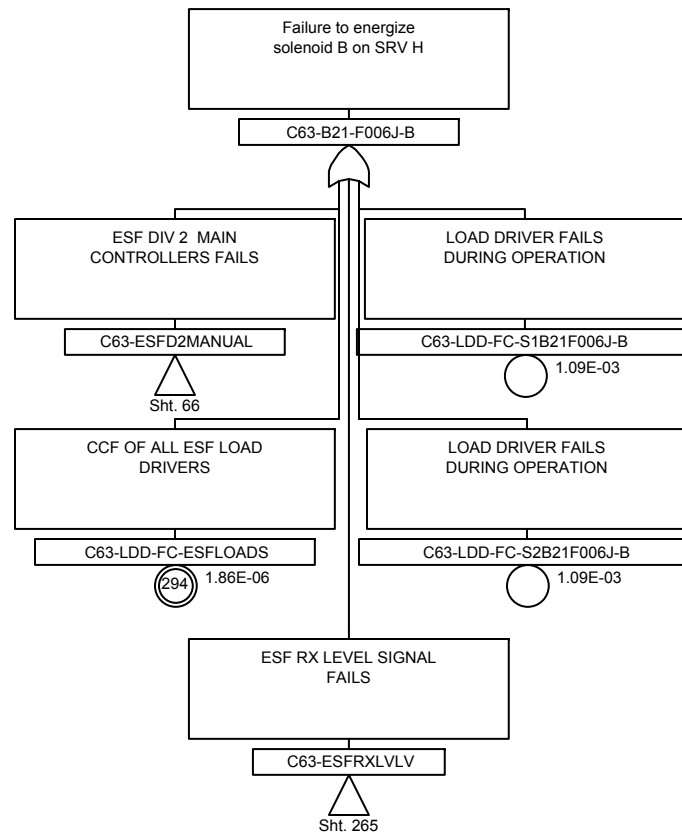 Failure to energize
solenoid B on SRV H
C63-B21-F006J-B
ESF DIV 2 MAIN
CONTROLLERS FAILS
C63-ESFD2MANUAL
Sht. 66
LOAD DRIVER FAILS
DURING OPERATION
C63-LDD-FC-S1B21F006J-B
1.09E-03
CCF OF ALL ESF LOAD
DRIVERS
C63-LDD-FC-ESFLOADS
294
1.86E-06
LOAD DRIVER FAILS
DURING OPERATION
C63-LDD-FC-S2B21F006J-B
1.09E-03
ESF RX LEVEL SIGNAL
FAILS
C63-ESFRXLVLV
Sht. 265